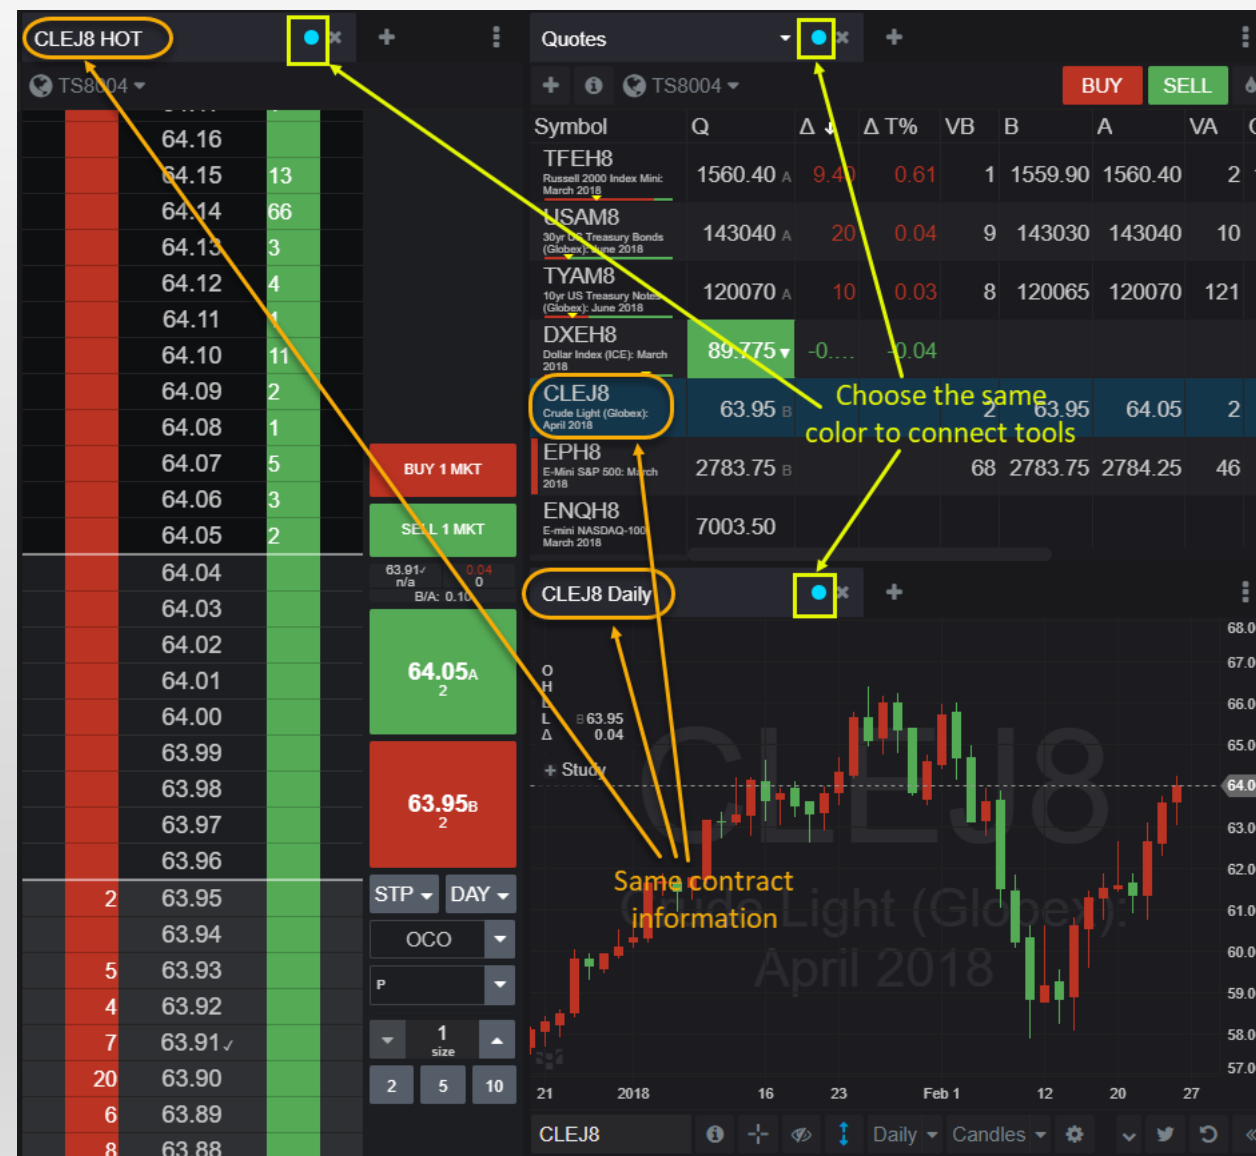 CLEJ8 HOT
TS8004
64.16
64.15 13
64.14 66
64.13 3
64.12 4
64.11 1
64.10 11
64.09 2
64.08 1
64.07 5
64.06 3
64.05 2
64.04
64.03
64.02
64.01
64.00
63.99
63.98
63.97
63.96
2 63.95
63.94
5 63.93
4 63.92
7 63.91✓
20 63.90
6 63.89
8 63.88
BUY 1 MKT
SELL 1 MKT
63.91✓ 0.04
n/a 0
B/A: 0.10
64.05A
2
63.95B
2
STP DAY
OCO
P
1
size
2 5 10
Quotes
TS8004 BUY SELL
Symbol Q Δ Δ T% VB B A VA
TFEH8 1560.40 A 9.40 0.61 1 1559.90 1560.40 2
Russell 2000 Index Mini:
March 2018
USAM8 143040 A 20 0.04 9 143030 143040 10
30yr US Treasury Bonds
(Globex): June 2018
TYAM8 120070 A 10 0.03 8 120065 120070 121
10yr US Treasury Notes
(Globex): June 2018
DXEH8 89.775 -0.... -0.04
Dollar Index (ICE): March
2018
CLEJ8 63.95 B 2 63.95 64.05 2
Crude Light (Globex):
April 2018
Choose the same
color to connect tools
EPH8 2783.75 B 68 2783.75 2784.25 46
E-Mini S&P 500: March
2018
ENQH8 7003.50
E-mini NASDAQ-100:
March 2018
CLEJ8 Daily
O
H
L
L B 63.95
Δ 0.04
+ Study
CLEJ8
Crude Light (Globex):
April 2018
Same contract
information
68.0
67.0
66.0
65.0
64.0
63.0
62.0
61.0
60.0
59.0
58.0
57.0
21 2018 16 23 Feb 1 12 20 27
CLEJ8 Daily Candles